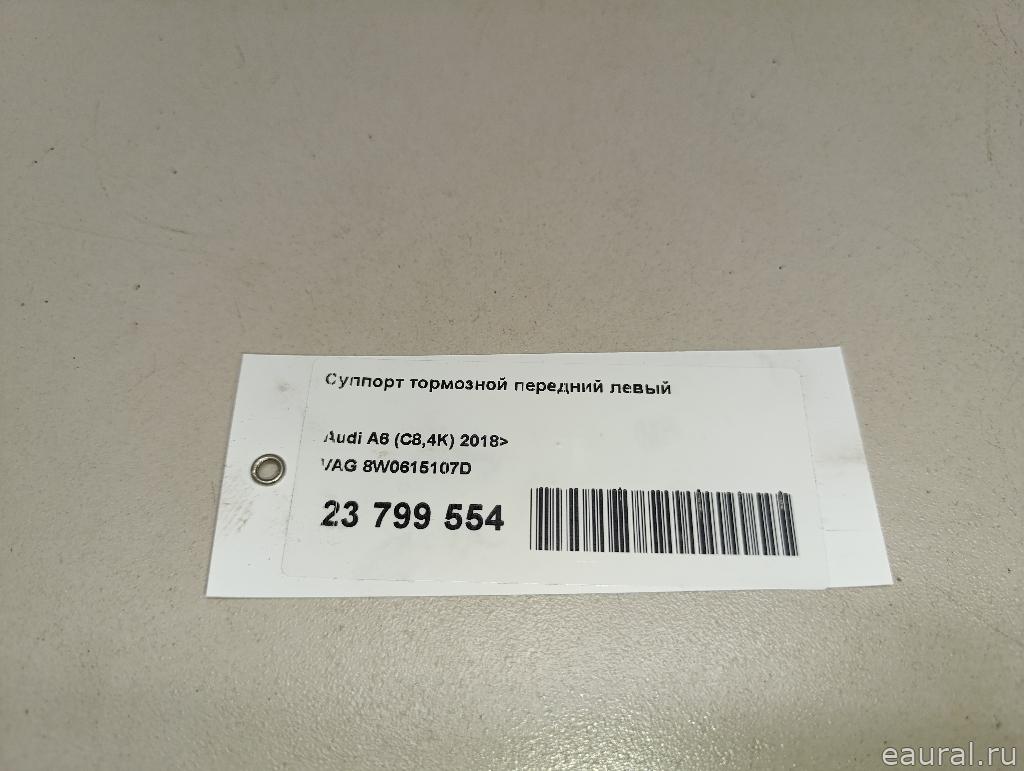 Суппорт тормозной передний левый
Audi A6 (C8,4K) 2018>
VAG 8W0615107D
23 799 554
eaural.ru